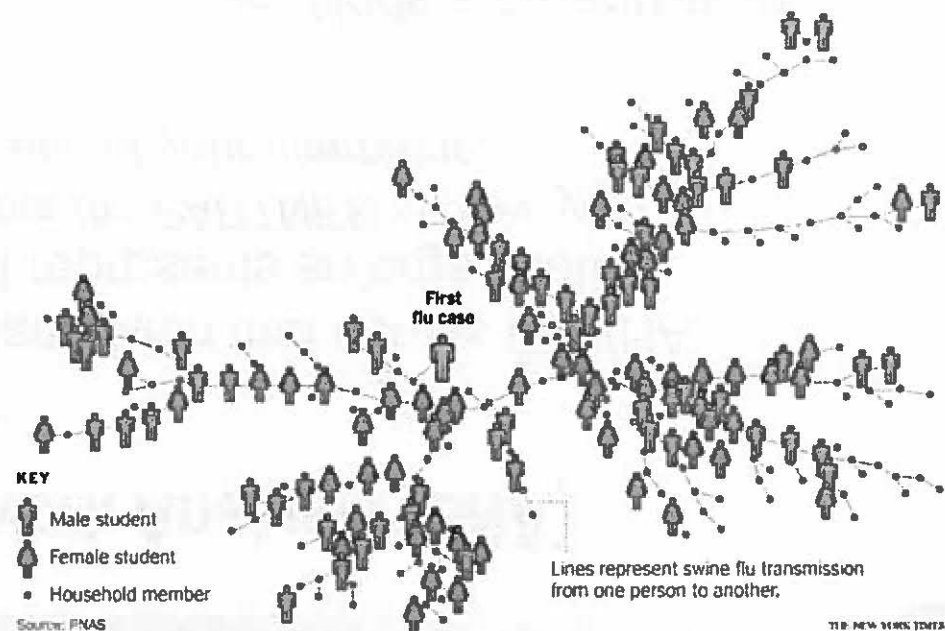 First
flu case
KEY
Male student
Female student
Household member
Lines represent swine flu transmission
from one person to another.
Source: PNAS
THE NEW YORK TIMES